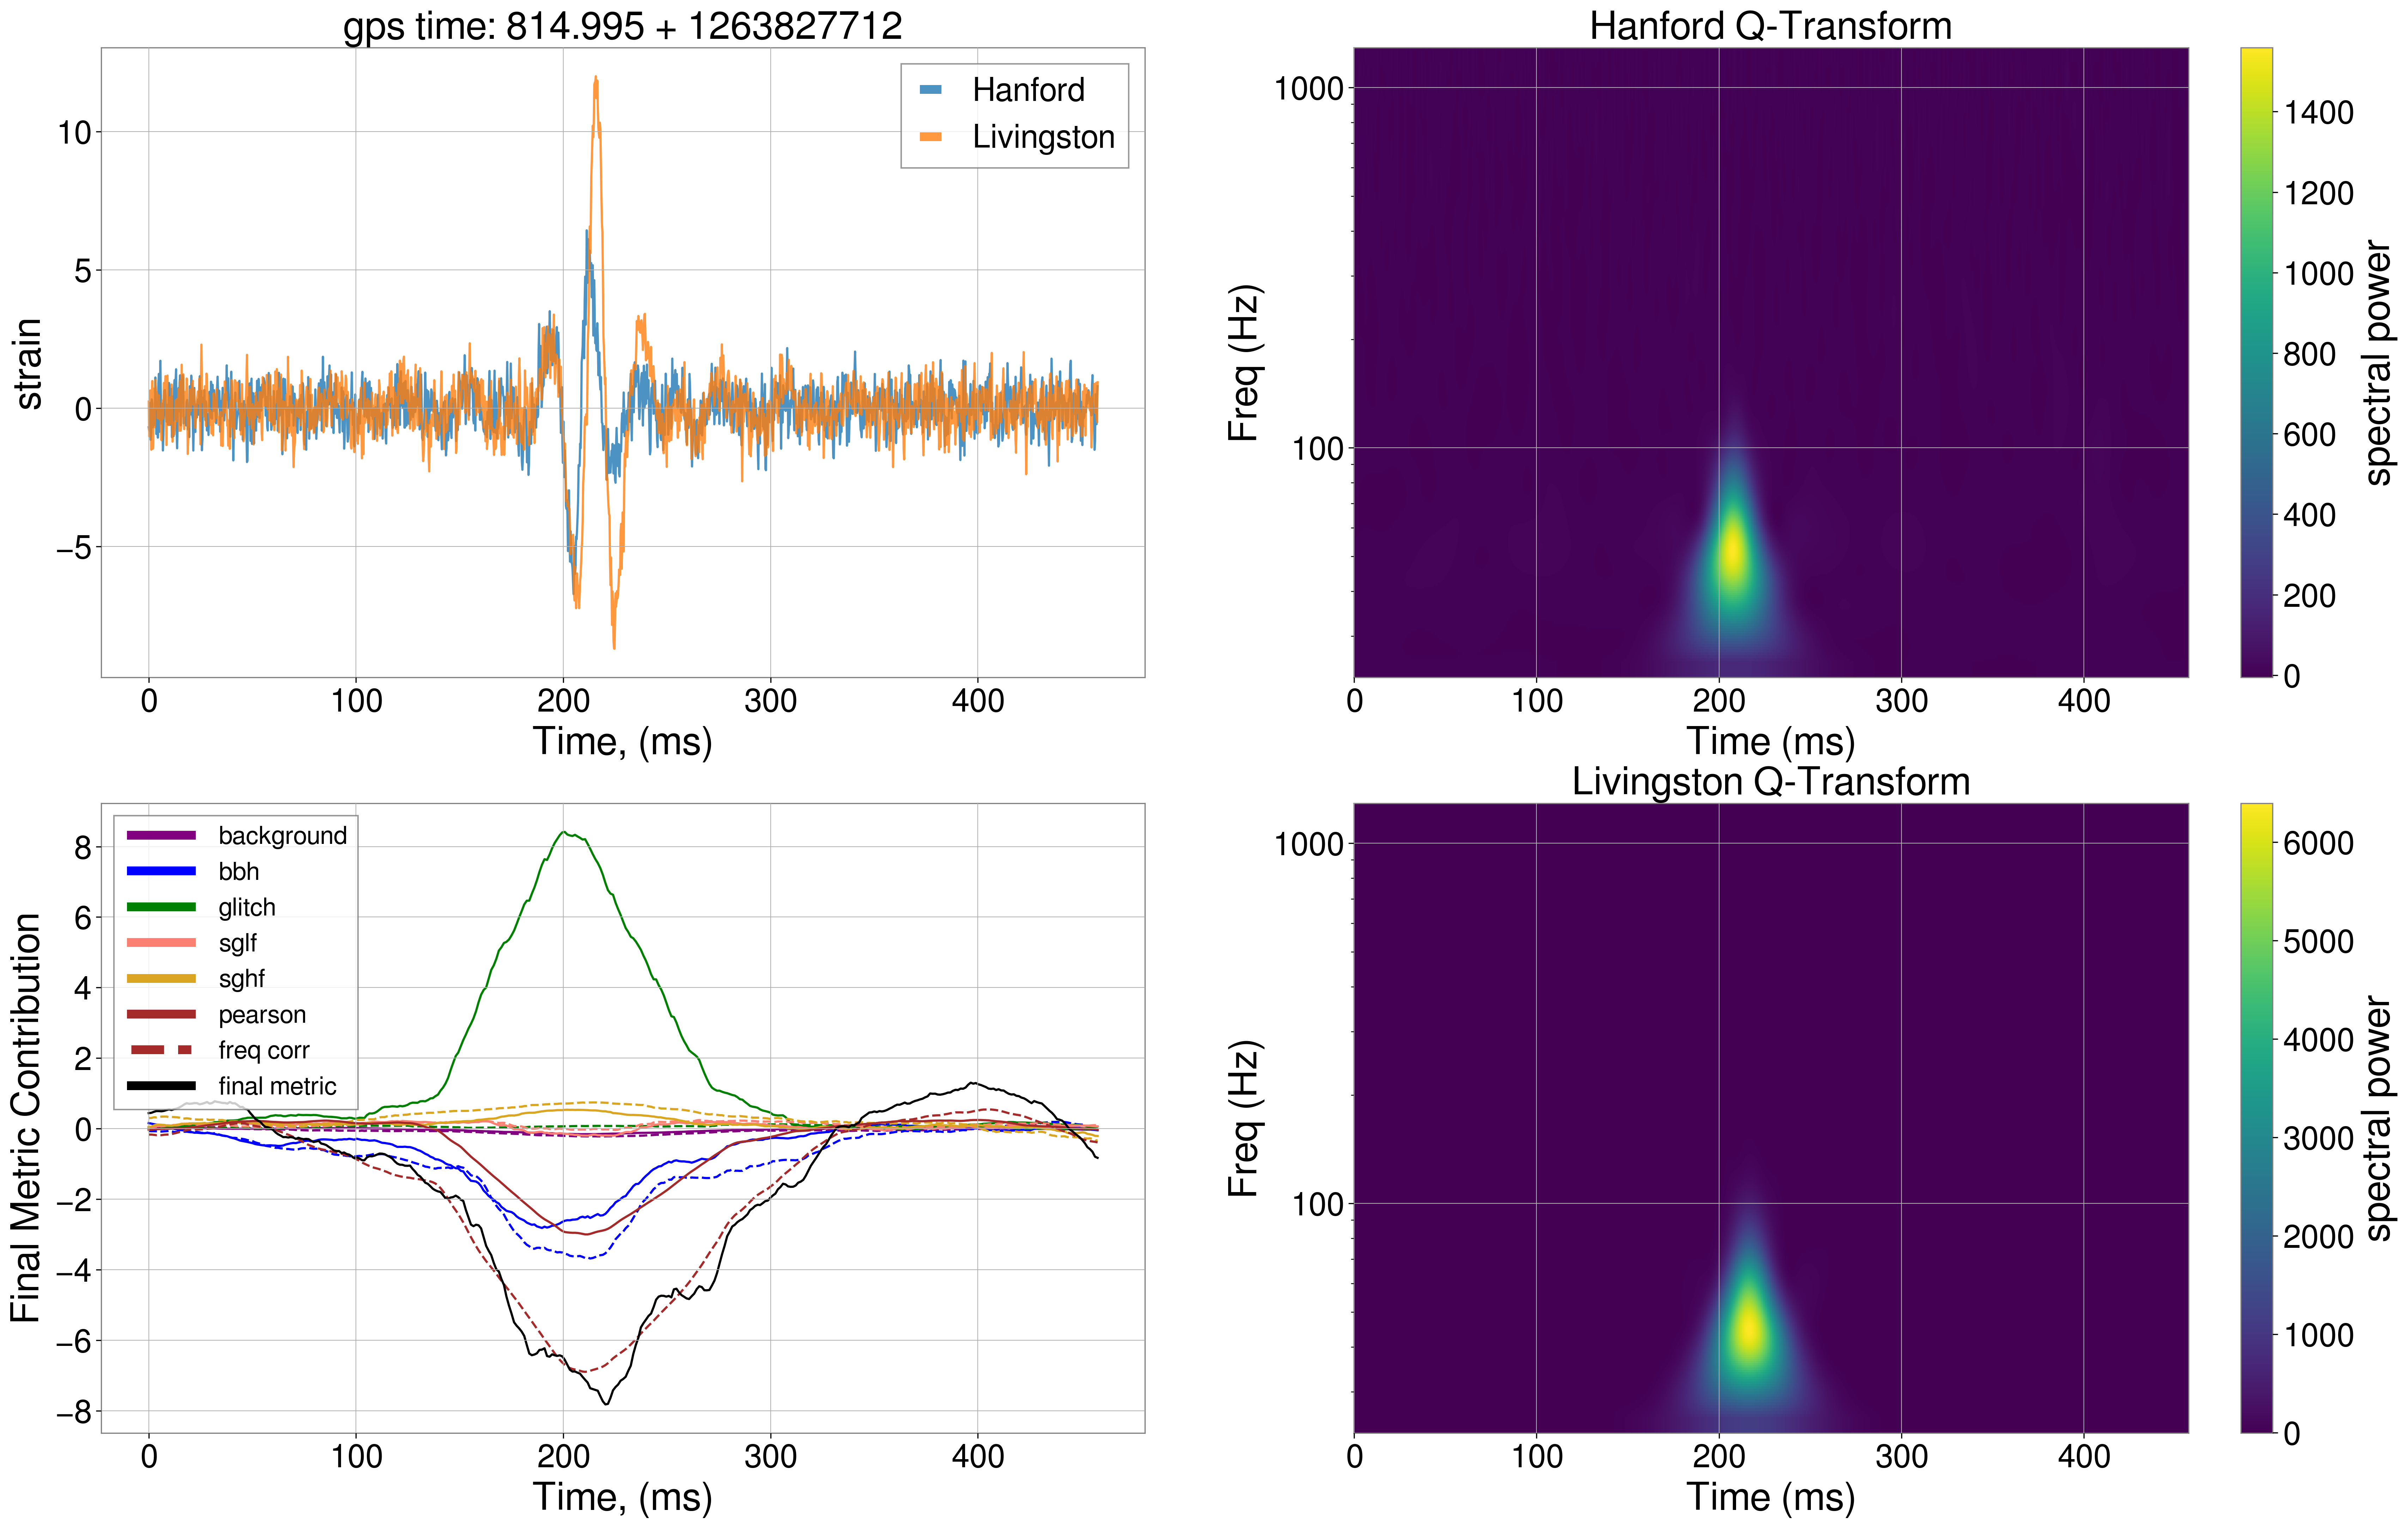 gps time: 814.995 + 1263827712
Hanford
Livingston
10
5
0
−5
strain
0 100 200 300 400
Time, (ms)
Hanford Q-Transform
1000
100
Freq (Hz)
0 100 200 300 400
Time (ms)
1400
1200
1000
800
600
400
200
0
spectral power
background
bbh
glitch
sglf
sghf
pearson
freq corr
final metric
8
6
4
2
0
−2
−4
−6
−8
Final Metric Contribution
0 100 200 300 400
Time, (ms)
Livingston Q-Transform
1000
100
Freq (Hz)
0 100 200 300 400
Time (ms)
6000
5000
4000
3000
2000
1000
0
spectral power